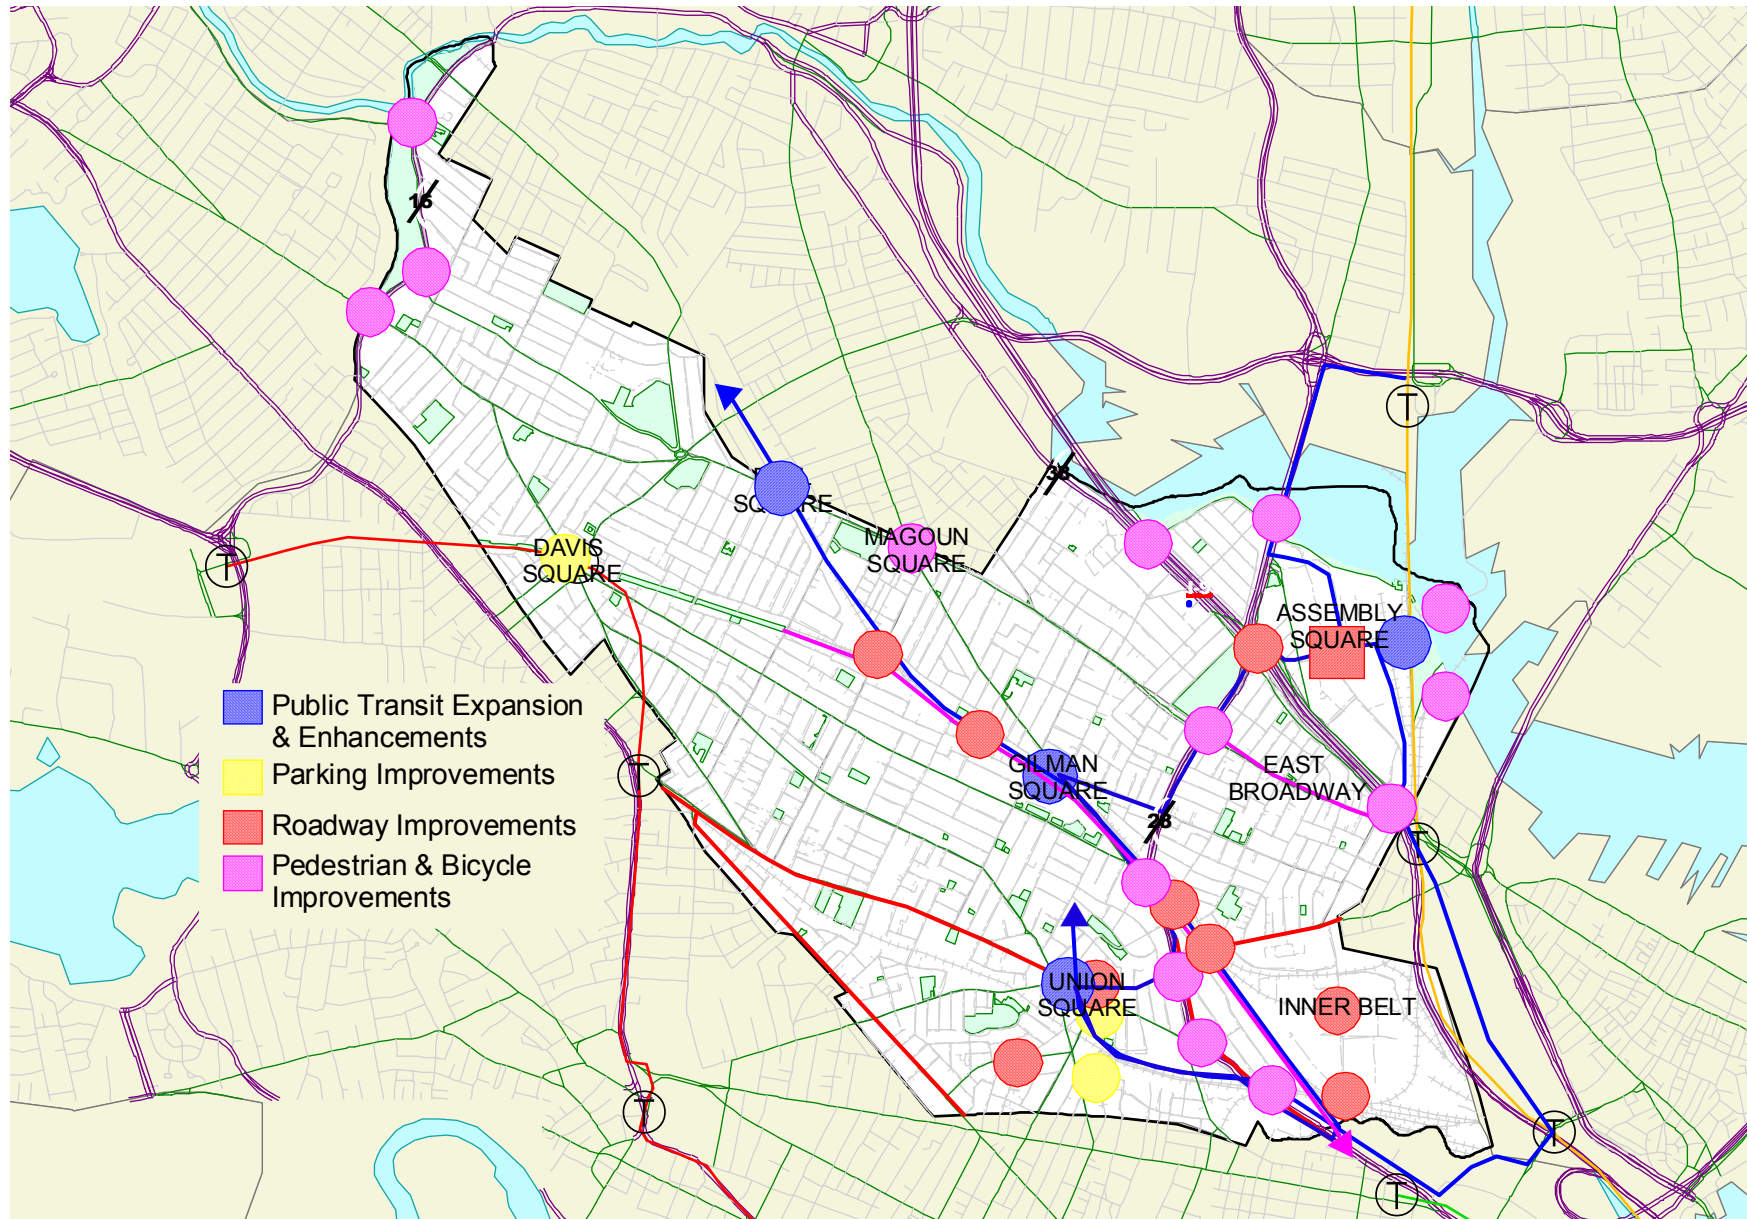 16
T
38
SQUARE
MAGOUN
SQUARE
DAVIS
SQUARE
T
ASSEMBLY
SQUARE
Public Transit Expansion
& Enhancements
Parking Improvements
Roadway Improvements
Pedestrian & Bicycle
Improvements
T
GILMAN
SQUARE
EAST
BROADWAY
28
T
UNION
SQUARE
INNER BELT
T
T
T